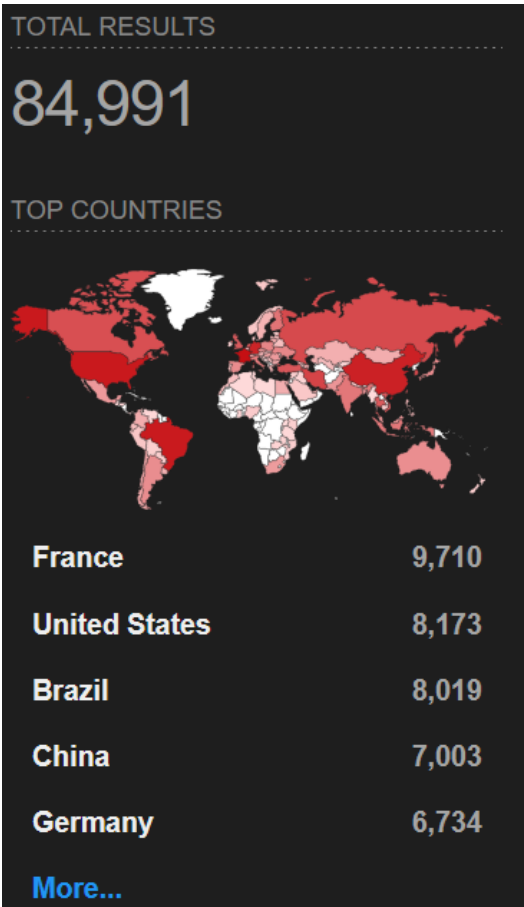 TOTAL RESULTS
84,991
TOP COUNTRIES
France 9,710
United States 8,173
Brazil 8,019
China 7,003
Germany 6,734
More...